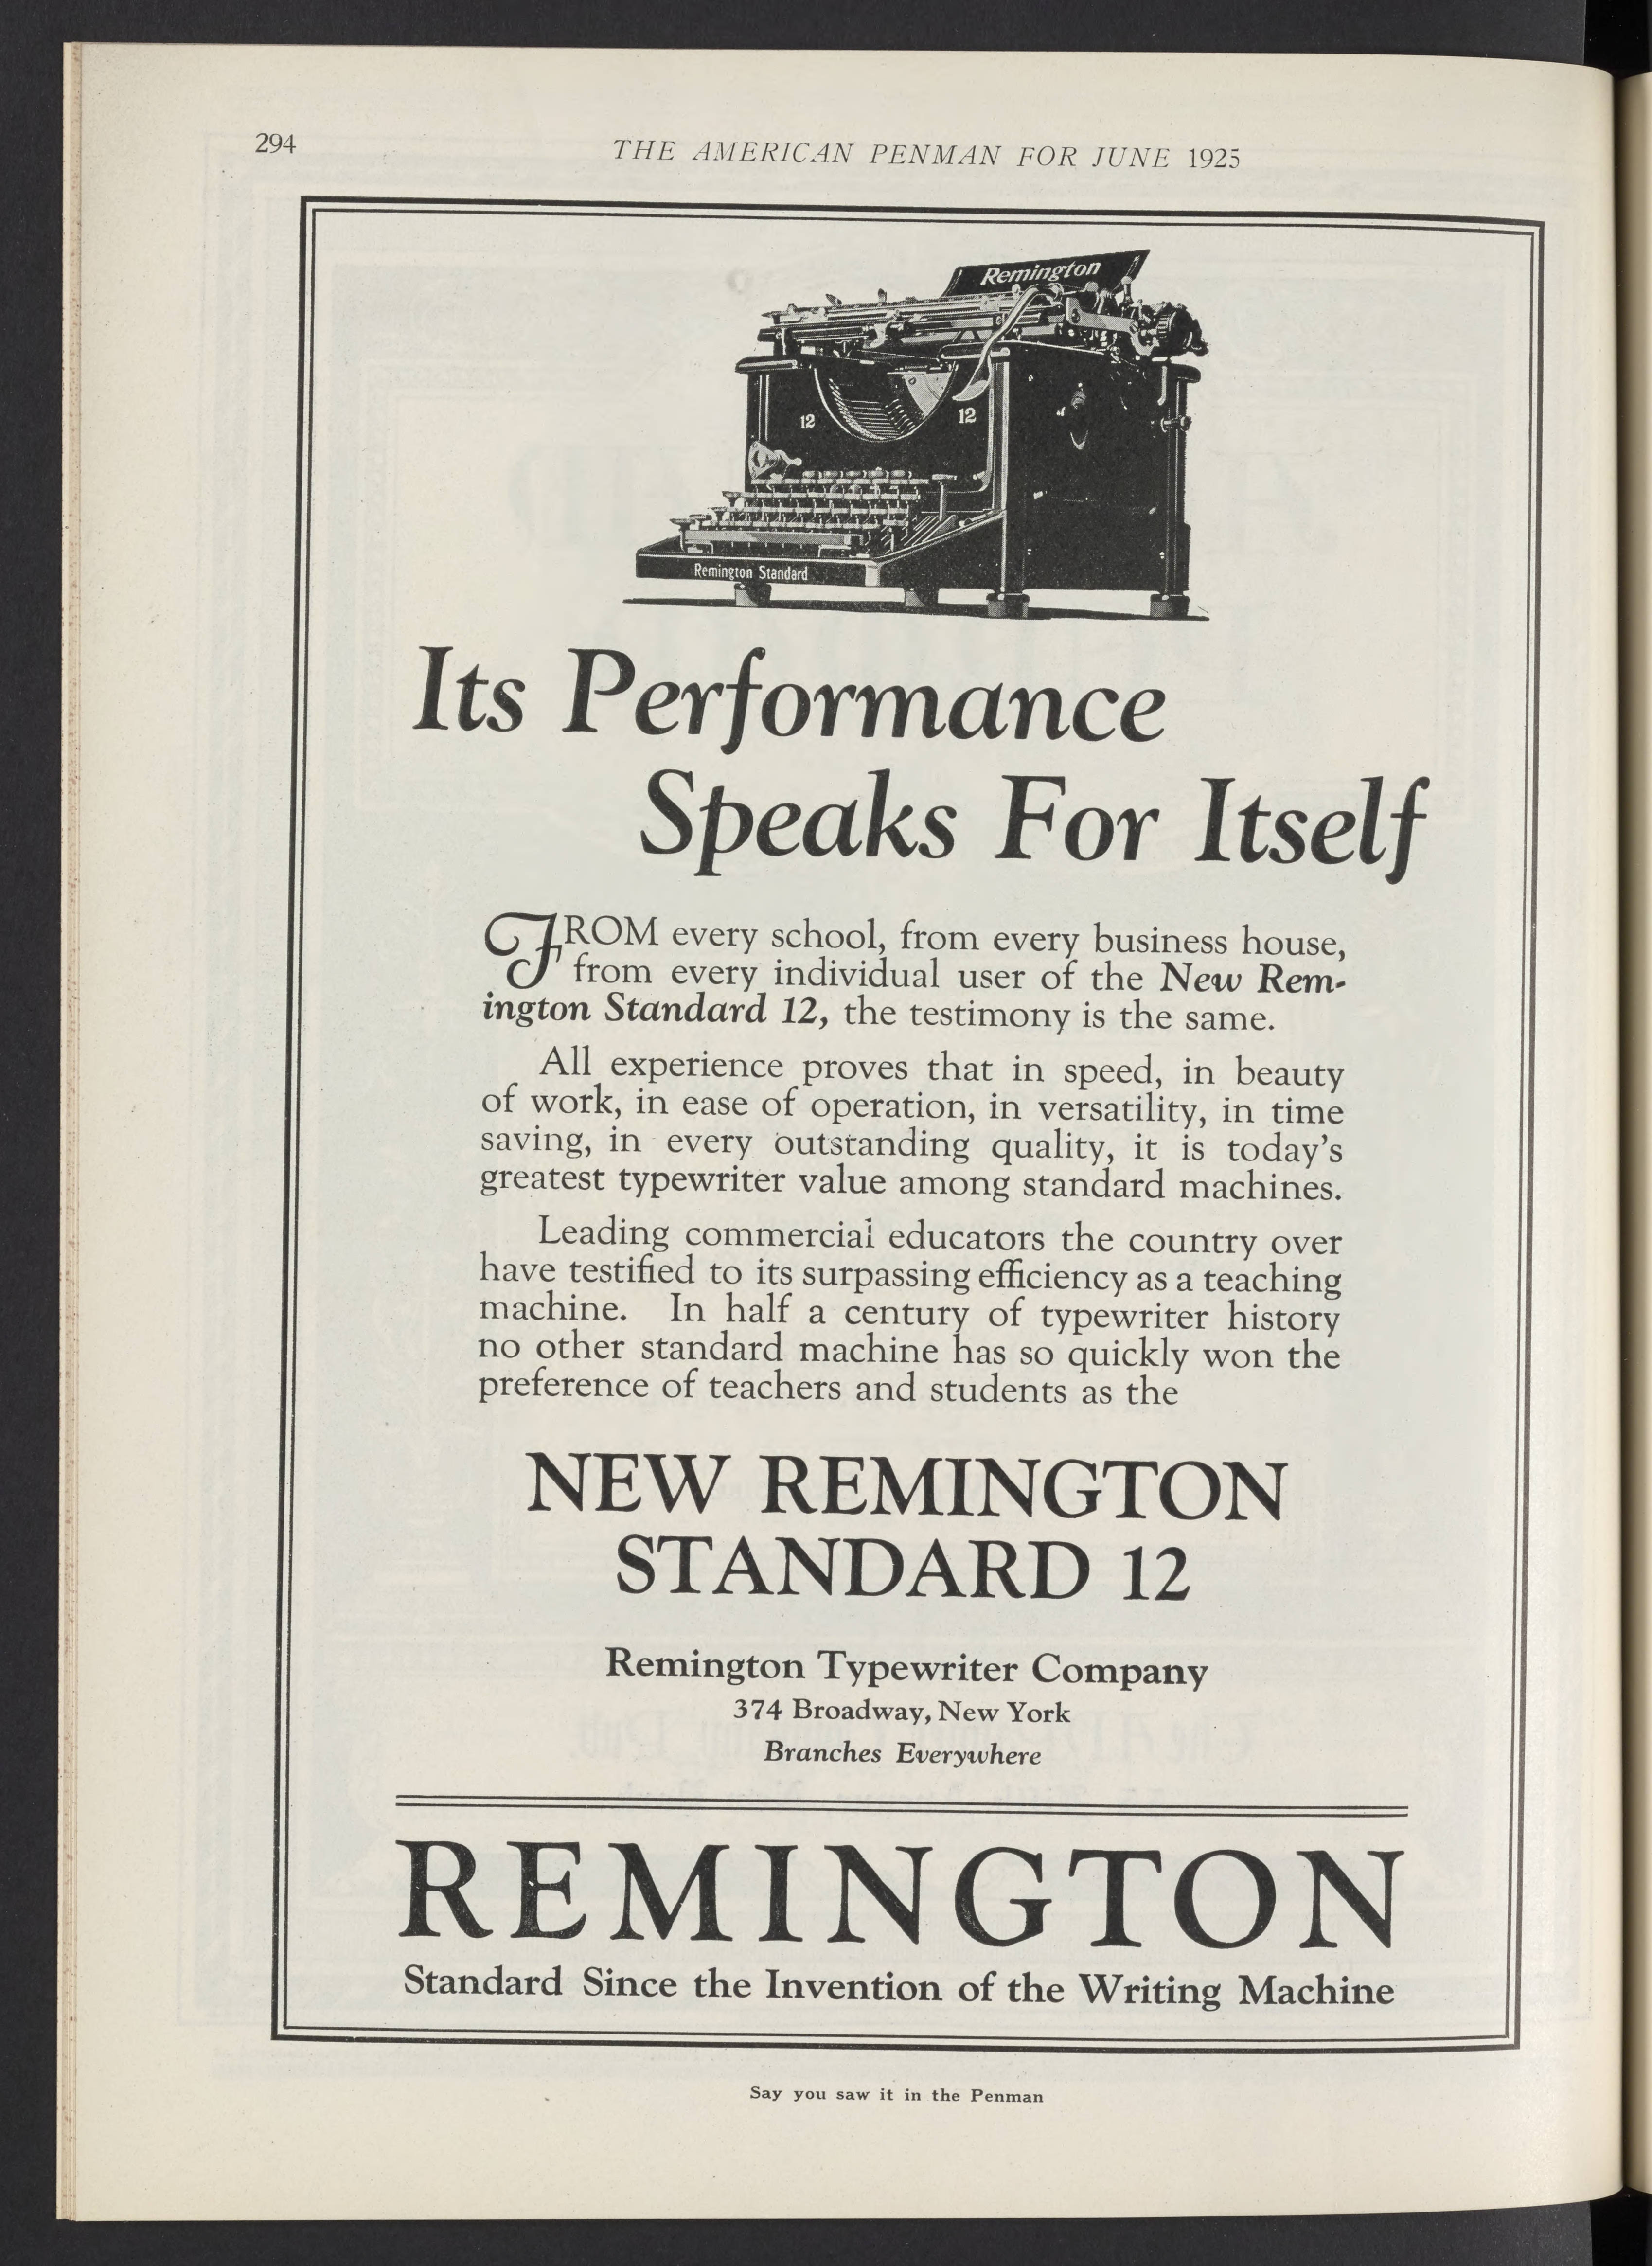 294
THE AMERICAN PENMAN FOR JUNE 1925
Remington
12
12
Remington Standard
Its Performance
Speaks For Itself
FROM every school, from every business house,
from every individual user of the New Rem-
ington Standard 12, the testimony is the same.
All experience proves that in speed, in beauty
of work, in ease of operation, in versatility, in time
saving, in every outstanding quality, it is today's
greatest typewriter value among standard machines.
Leading commercial educators the country over
have testified to its surpassing efficiency as a teaching
machine. In half a century of typewriter history
no other standard machine has so quickly won the
preference of teachers and students as the
NEW REMINGTON
STANDARD 12
Remington Typewriter Company
374 Broadway, New York
Branches Everywhere
REMINGTON
Standard Since the Invention of the Writing Machine
Say you saw it in the Penman